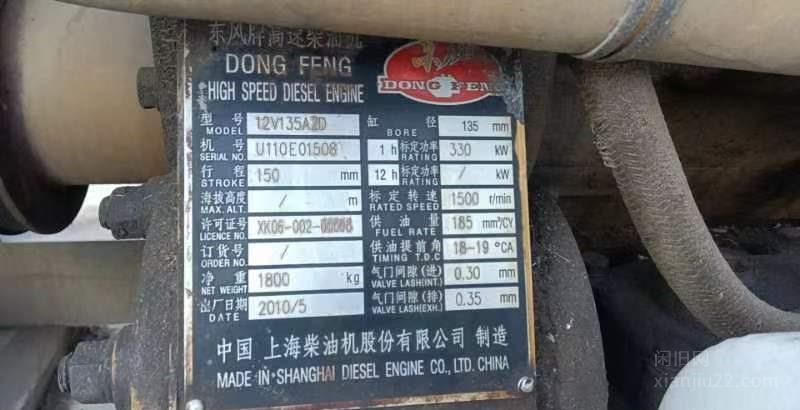 东风牌高速柴油机
DONG FENG
HIGH SPEED DIESEL ENGINE
DONG FENG
型号 12V135AZD 缸径 135 mm
MODEL BORE
机号 U110E01508 1 h 标定功率 330 kW
SERIAL NO. RATING
行程 150 mm 12 h 标定功率 / kW
STROKE RATING
海拔高度 / m 标定转速 1500 r/min
MAX. ALT. RATED SPEED
许可证号 XK06-002- 供油量 185 mm³/CY
LICENCE NO. FUEL RATE
订货号 / 供油提前角 18-19 °CA
ORDER NO. TIMING T.D.C
净重 1800 kg 气门间隙(进) 0.30 mm
NET WEIGHT VALVE LASH(INT.)
出厂日期 2010/5 气门间隙(排) 0.35 mm
DATE VALVE LASH(EXH.)
中国 上海柴油机股份有限公司 制造
MADE IN SHANGHAI DIESEL ENGINE CO., LTD. CHINA
闲旧网
xianjiu22.com